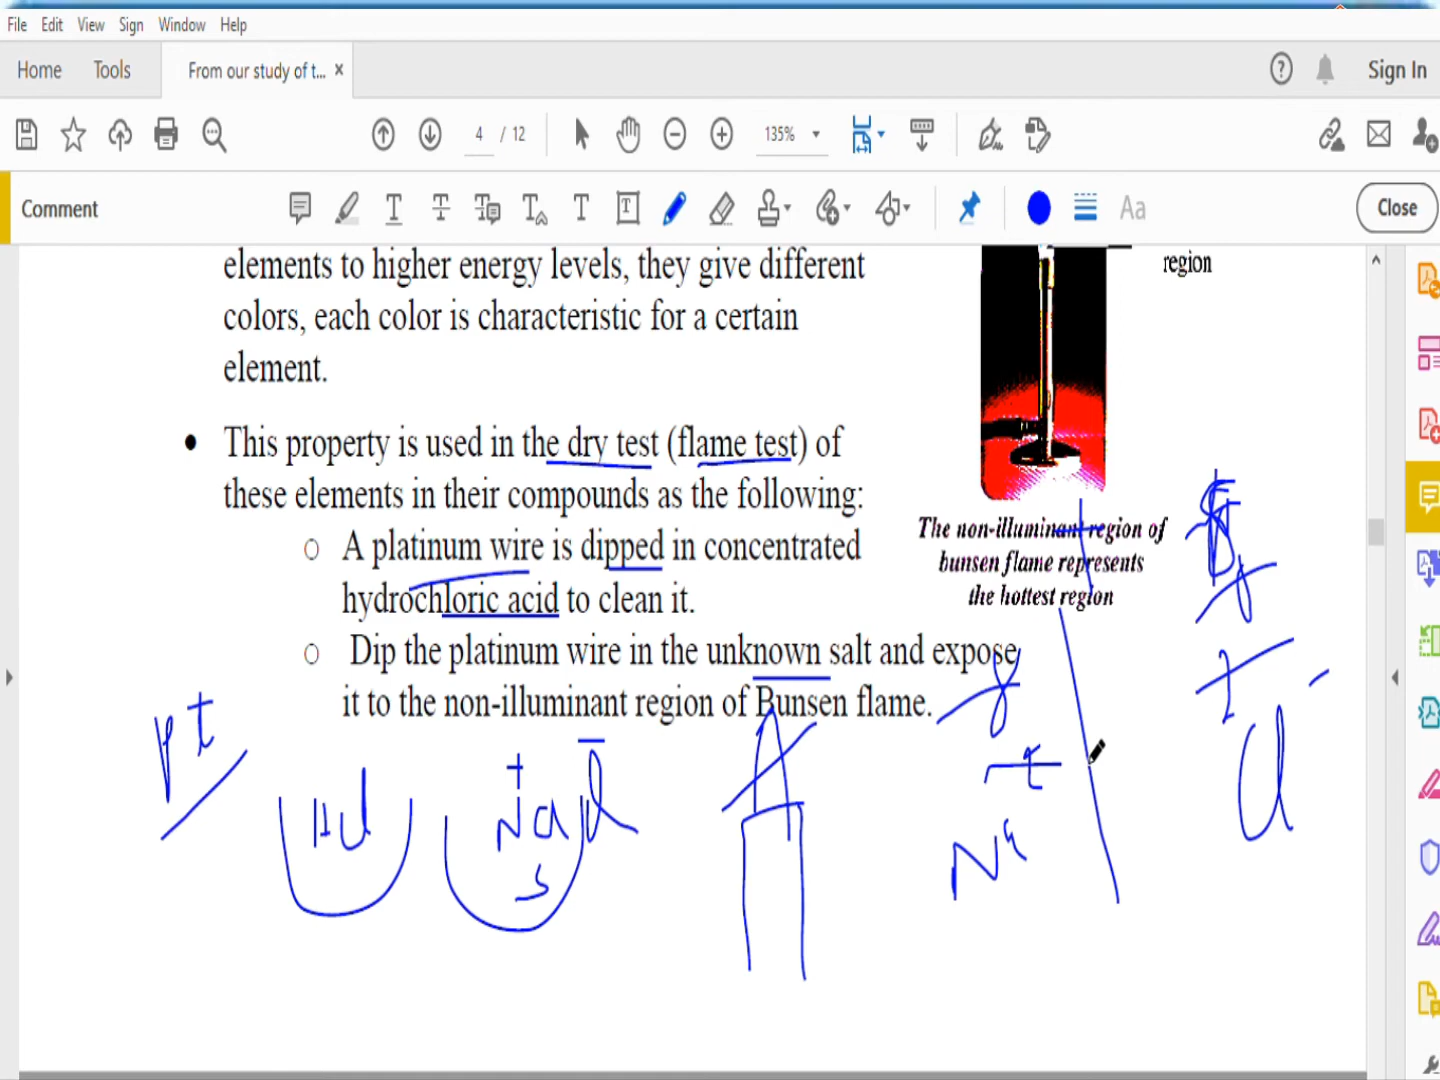 File Edit View Sign Window Help
Home Tools From our study of t... × Sign In
4 / 12 135%
Comment Aa Close
elements to higher energy levels, they give different
colors, each color is characteristic for a certain
element.
region
• This property is used in the dry test (flame test) of
these elements in their compounds as the following:
o A platinum wire is dipped in concentrated
hydrochloric acid to clean it.
o Dip the platinum wire in the unknown salt and expose
it to the non-illuminant region of Bunsen flame.
The non-illuminant region of
bunsen flame represents
the hottest region
pt
Hcl
+ -
Nacl
s
+
Na
-
cl